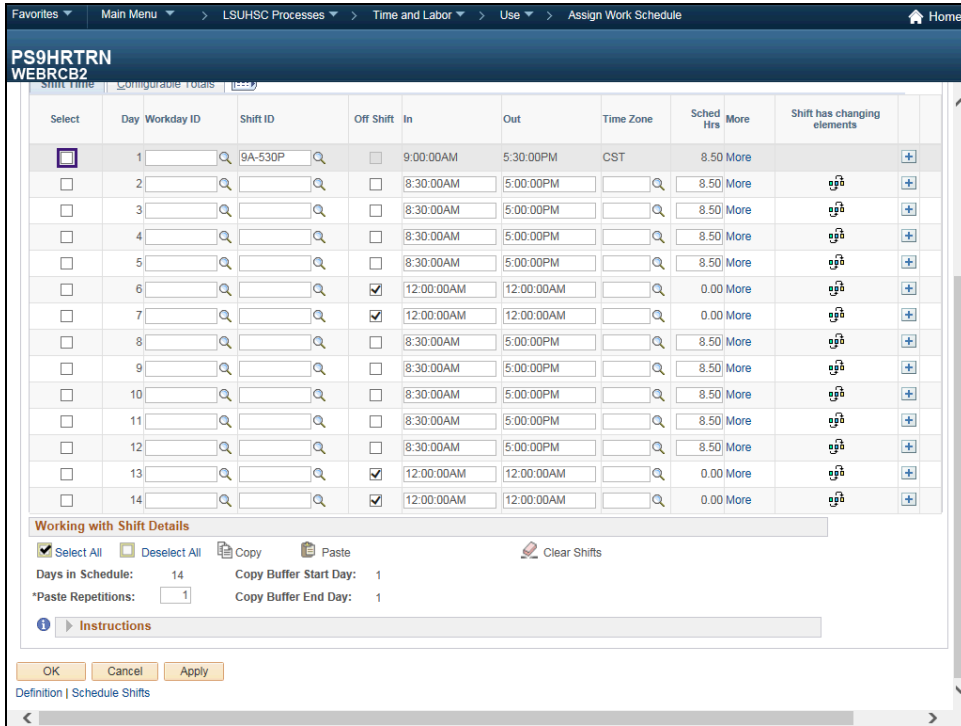 Favorites Main Menu > LSUHSC Processes > Time and Labor > Use > Assign Work Schedule Home
PS9HRTRN
WEBRCB2
Shift Time Configurable Totals
Select Day Workday ID Shift ID Off Shift In Out Time Zone Sched Hrs More Shift has changing elements
1 9A-530P 9:00:00AM 5:30:00PM CST 8.50 More
2 8:30:00AM 5:00:00PM 8.50 More
3 8:30:00AM 5:00:00PM 8.50 More
4 8:30:00AM 5:00:00PM 8.50 More
5 8:30:00AM 5:00:00PM 8.50 More
6 12:00:00AM 12:00:00AM 0.00 More
7 12:00:00AM 12:00:00AM 0.00 More
8 8:30:00AM 5:00:00PM 8.50 More
9 8:30:00AM 5:00:00PM 8.50 More
10 8:30:00AM 5:00:00PM 8.50 More
11 8:30:00AM 5:00:00PM 8.50 More
12 8:30:00AM 5:00:00PM 8.50 More
13 12:00:00AM 12:00:00AM 0.00 More
14 12:00:00AM 12:00:00AM 0.00 More
Working with Shift Details
Select All Deselect All Copy Paste Clear Shifts
Days in Schedule: 14 Copy Buffer Start Day: 1
*Paste Repetitions: 1 Copy Buffer End Day: 1
Instructions
OK Cancel Apply
Definition | Schedule Shifts